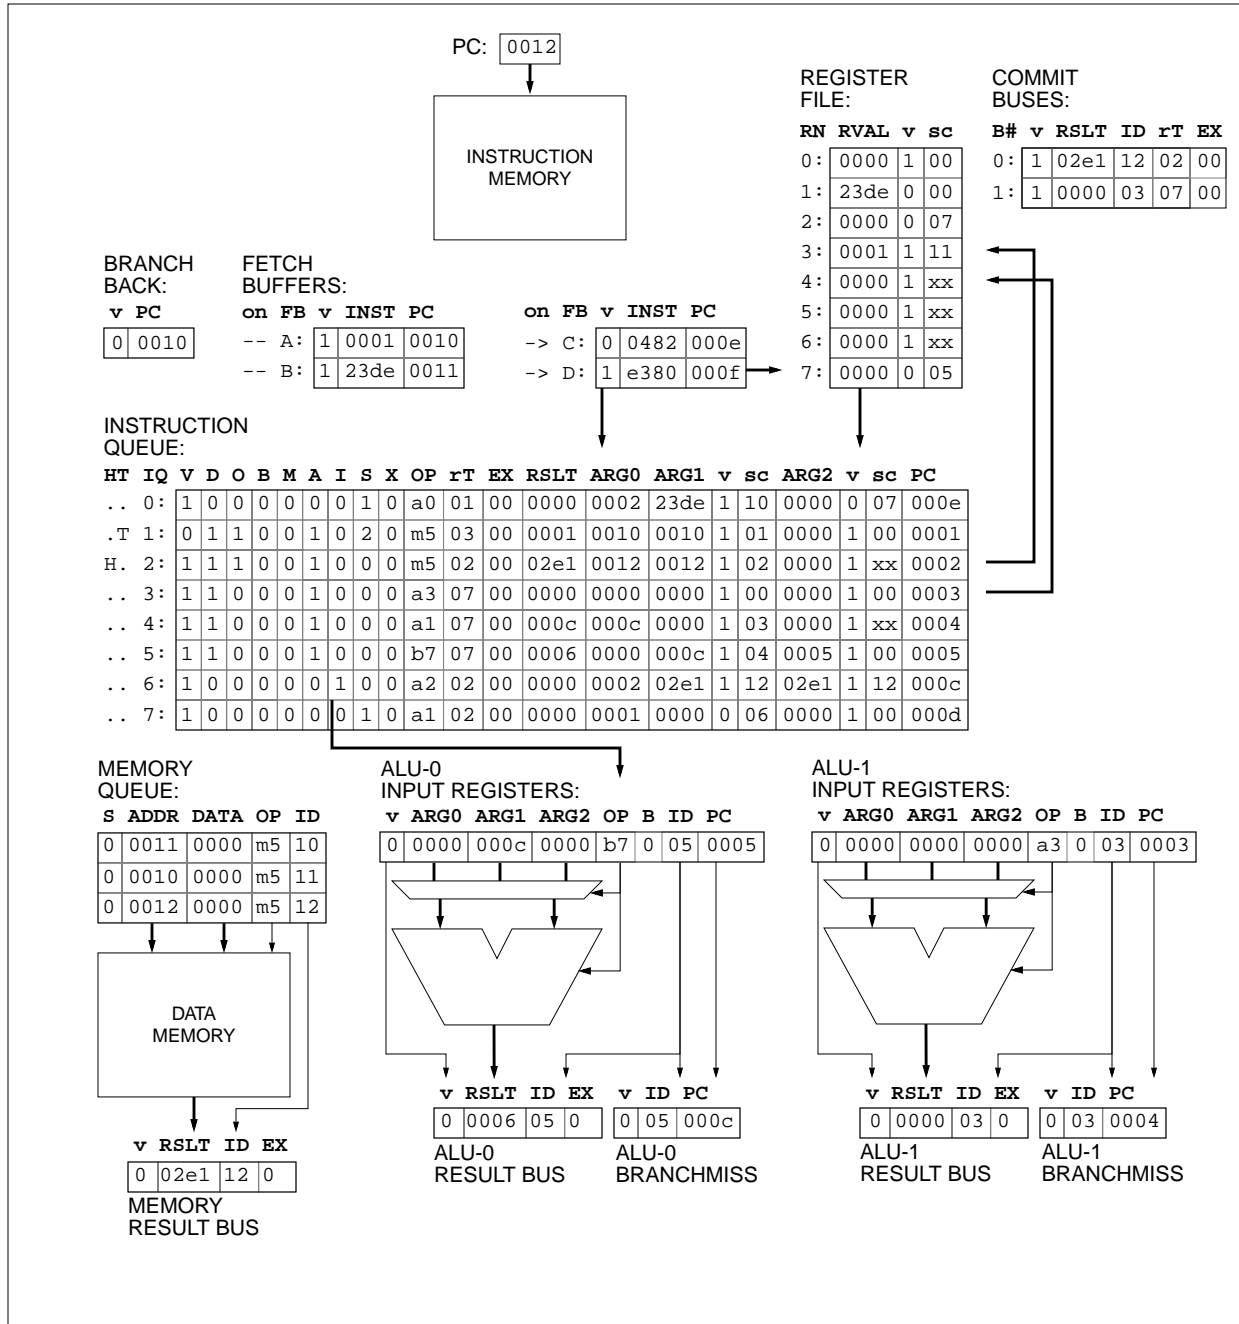 PC: 0012
INSTRUCTION
MEMORY
REGISTER
FILE:
RN RVAL v sc
0: 0000 1 00
1: 23de 0 00
2: 0000 0 07
3: 0001 1 11
4: 0000 1 xx
5: 0000 1 xx
6: 0000 1 xx
7: 0000 0 05
COMMIT
BUSES:
B# v RSLT ID rT EX
0: 1 02e1 12 02 00
1: 1 0000 03 07 00
BRANCH
BACK:
v PC
0 0010
FETCH
BUFFERS:
on FB v INST PC
-- A: 1 0001 0010
-- B: 1 23de 0011
on FB v INST PC
-> C: 0 0482 000e
-> D: 1 e380 000f
INSTRUCTION
QUEUE:
HT IQ V D O B M A I S X OP rT EX RSLT ARG0 ARG1 v sc ARG2 v sc PC
.. 0: 1 0 0 0 0 0 0 1 0 a0 01 00 0000 0002 23de 1 10 0000 0 07 000e
.T 1: 0 1 1 0 0 1 0 2 0 m5 03 00 0001 0010 0010 1 01 0000 1 00 0001
H. 2: 1 1 1 0 0 1 0 0 0 m5 02 00 02e1 0012 0012 1 02 0000 1 xx 0002
.. 3: 1 1 0 0 0 1 0 0 0 a3 07 00 0000 0000 0000 1 00 0000 1 00 0003
.. 4: 1 1 0 0 0 1 0 0 0 a1 07 00 000c 000c 0000 1 03 0000 1 xx 0004
.. 5: 1 1 0 0 0 1 0 0 0 b7 07 00 0006 0000 000c 1 04 0005 1 00 0005
.. 6: 1 0 0 0 0 0 1 0 0 a2 02 00 0000 0002 02e1 1 12 02e1 1 12 000c
.. 7: 1 0 0 0 0 0 0 1 0 a1 02 00 0000 0001 0000 0 06 0000 1 00 000d
MEMORY
QUEUE:
S ADDR DATA OP ID
0 0011 0000 m5 10
0 0010 0000 m5 11
0 0012 0000 m5 12
DATA
MEMORY
v RSLT ID EX
0 02e1 12 0
MEMORY
RESULT BUS
ALU-0
INPUT REGISTERS:
v ARG0 ARG1 ARG2 OP B ID PC
0 0000 000c 0000 b7 0 05 0005
v RSLT ID EX
0 0006 05 0
ALU-0
RESULT BUS
v ID PC
0 05 000c
ALU-0
BRANCHMISS
ALU-1
INPUT REGISTERS:
v ARG0 ARG1 ARG2 OP B ID PC
0 0000 0000 0000 a3 0 03 0003
v RSLT ID EX
0 0000 03 0
ALU-1
RESULT BUS
v ID PC
0 03 0004
ALU-1
BRANCHMISS